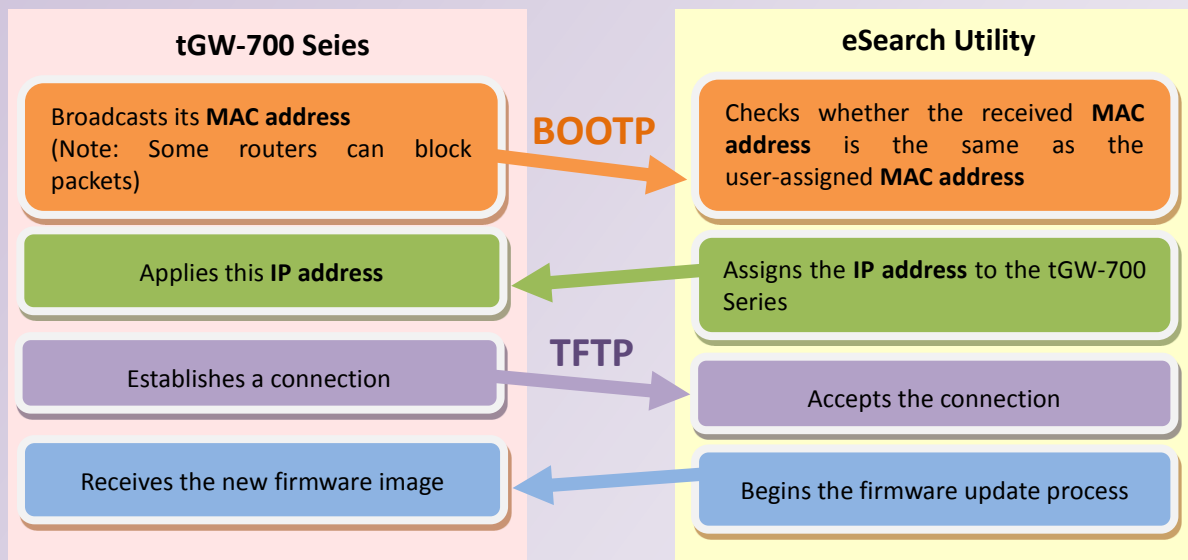 tGW-700 Seies
Broadcasts its MAC address
(Note: Some routers can block
packets)
Applies this IP address
Establishes a connection
Receives the new firmware image
BOOTP
TFTP
eSearch Utility
Checks whether the received MAC
address is the same as the
user-assigned MAC address
Assigns the IP address to the tGW-700
Series
Accepts the connection
Begins the firmware update process